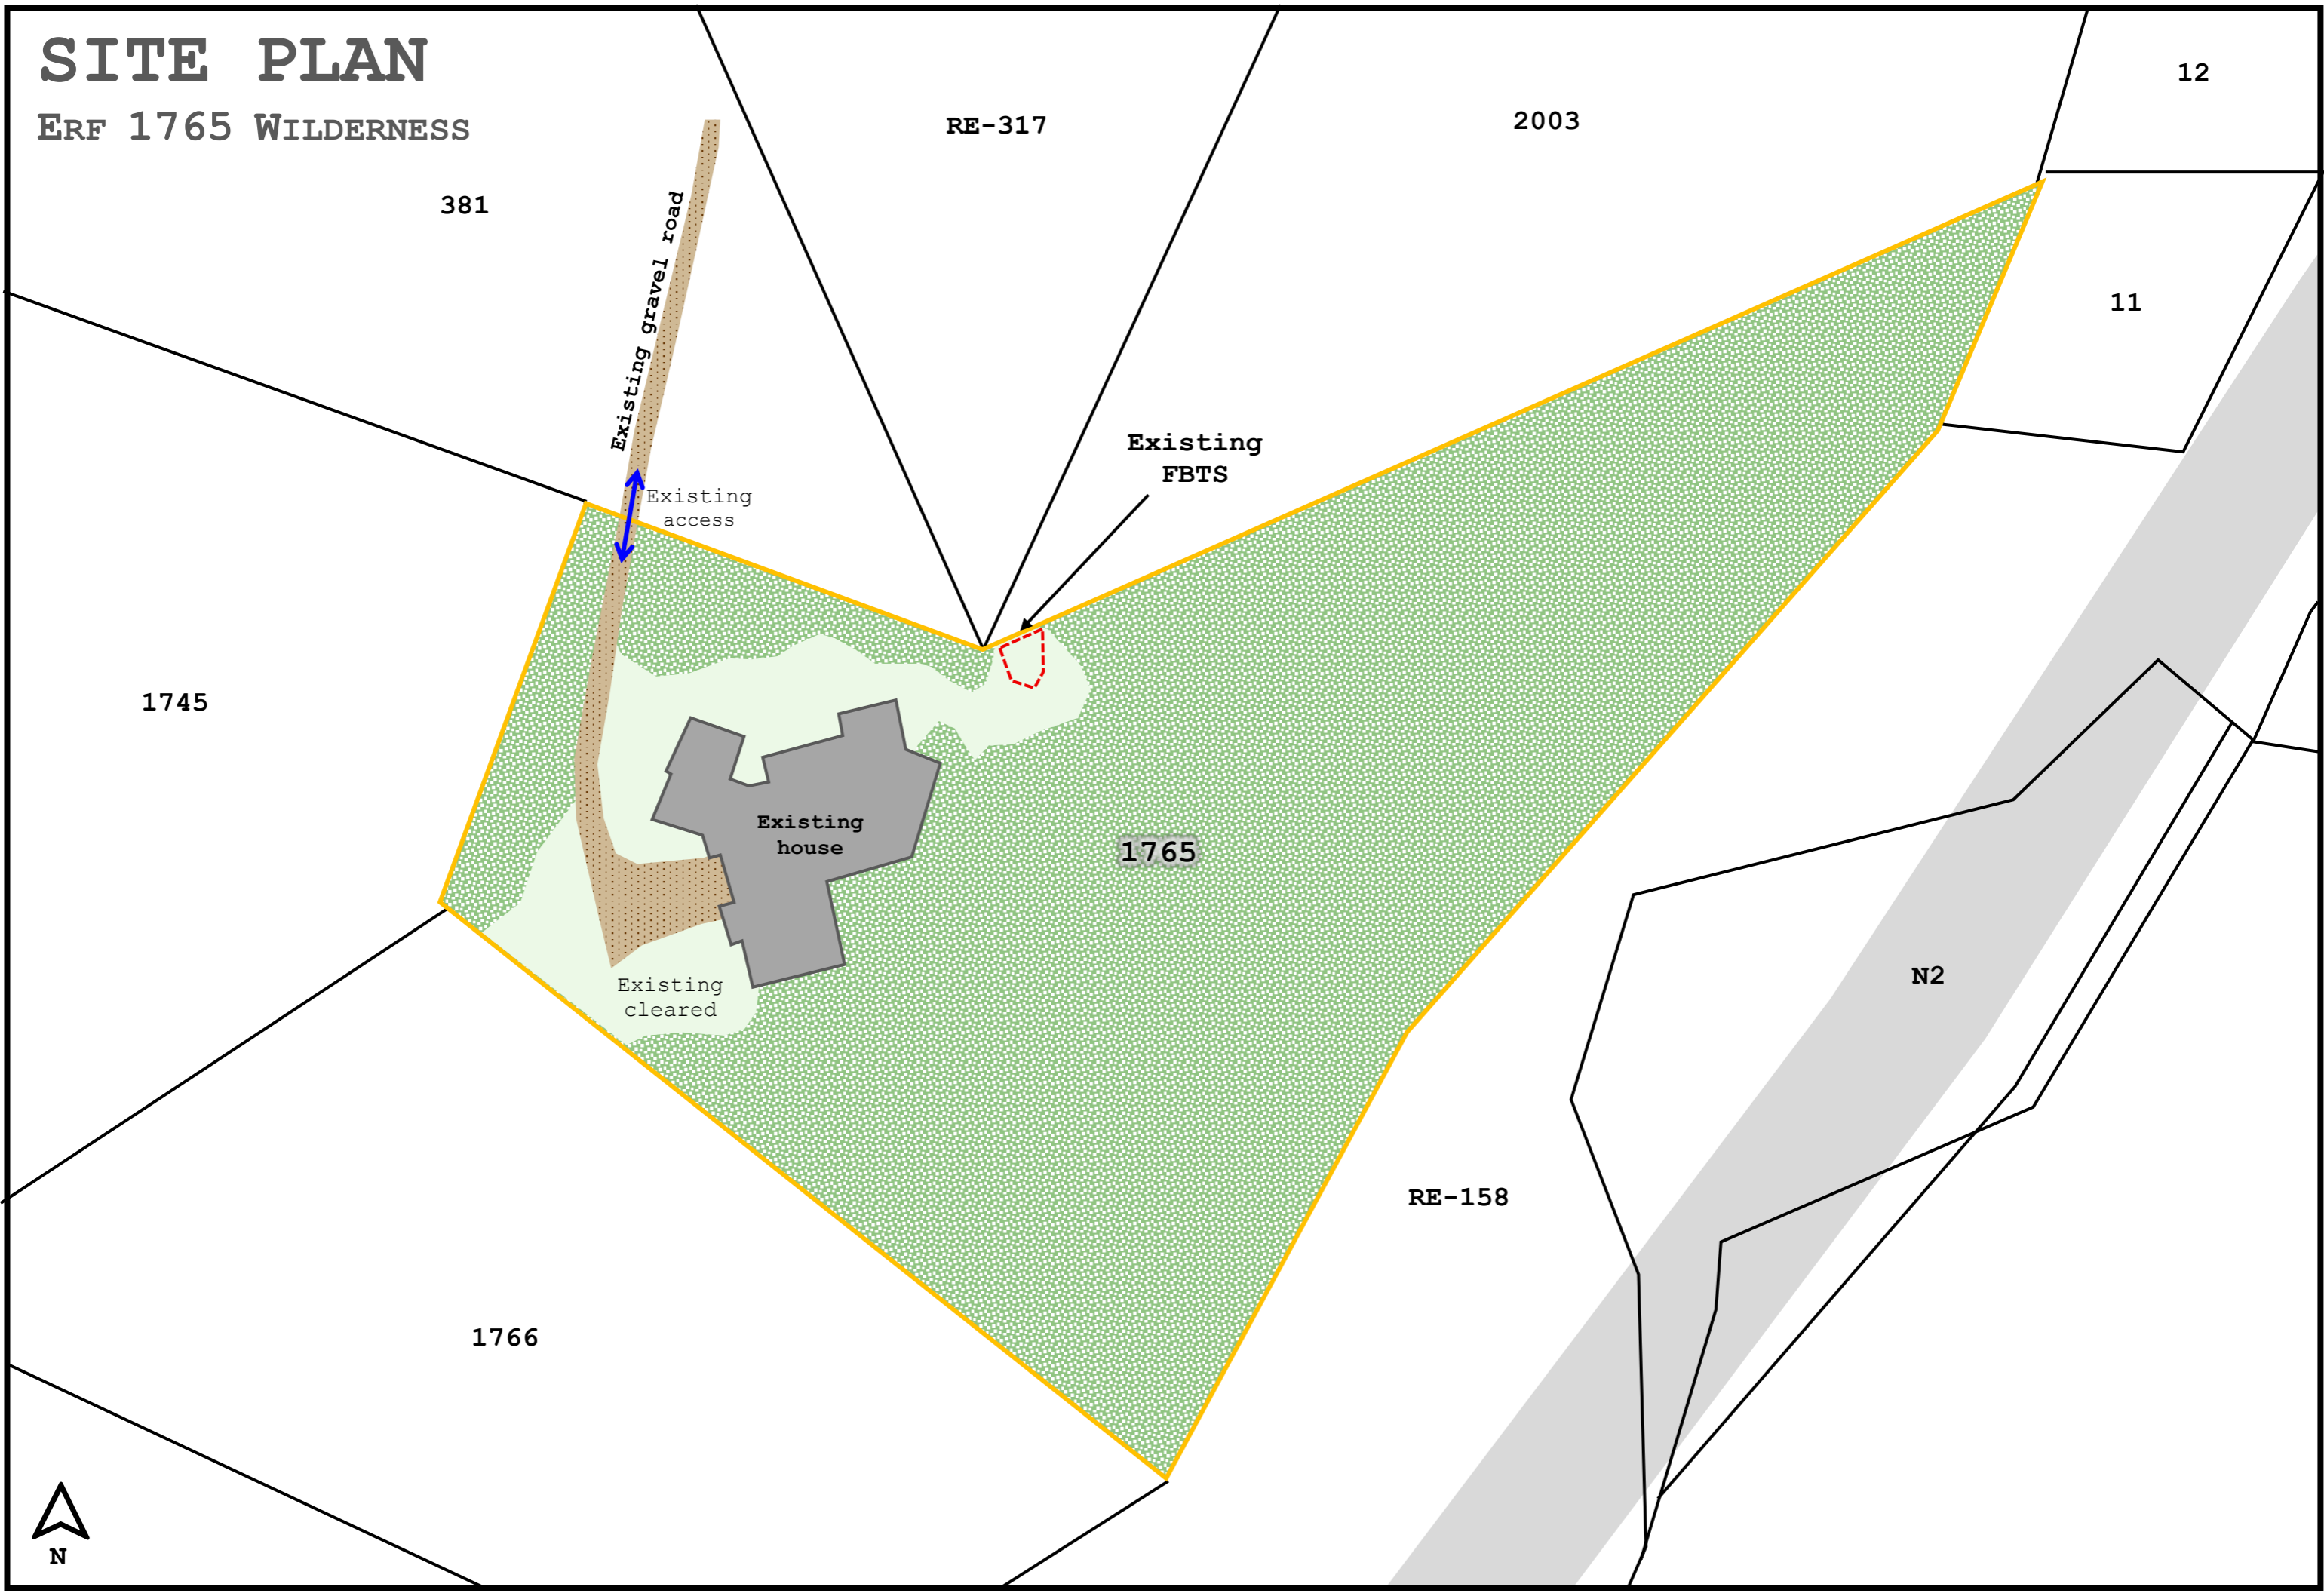 SITE PLAN
ERF 1765 WILDERNESS
12
RE-317
2003
381
Existing gravel road
11
Existing
FBTS
Existing
access
1745
Existing
house
1765
N2
Existing
cleared
RE-158
1766
N